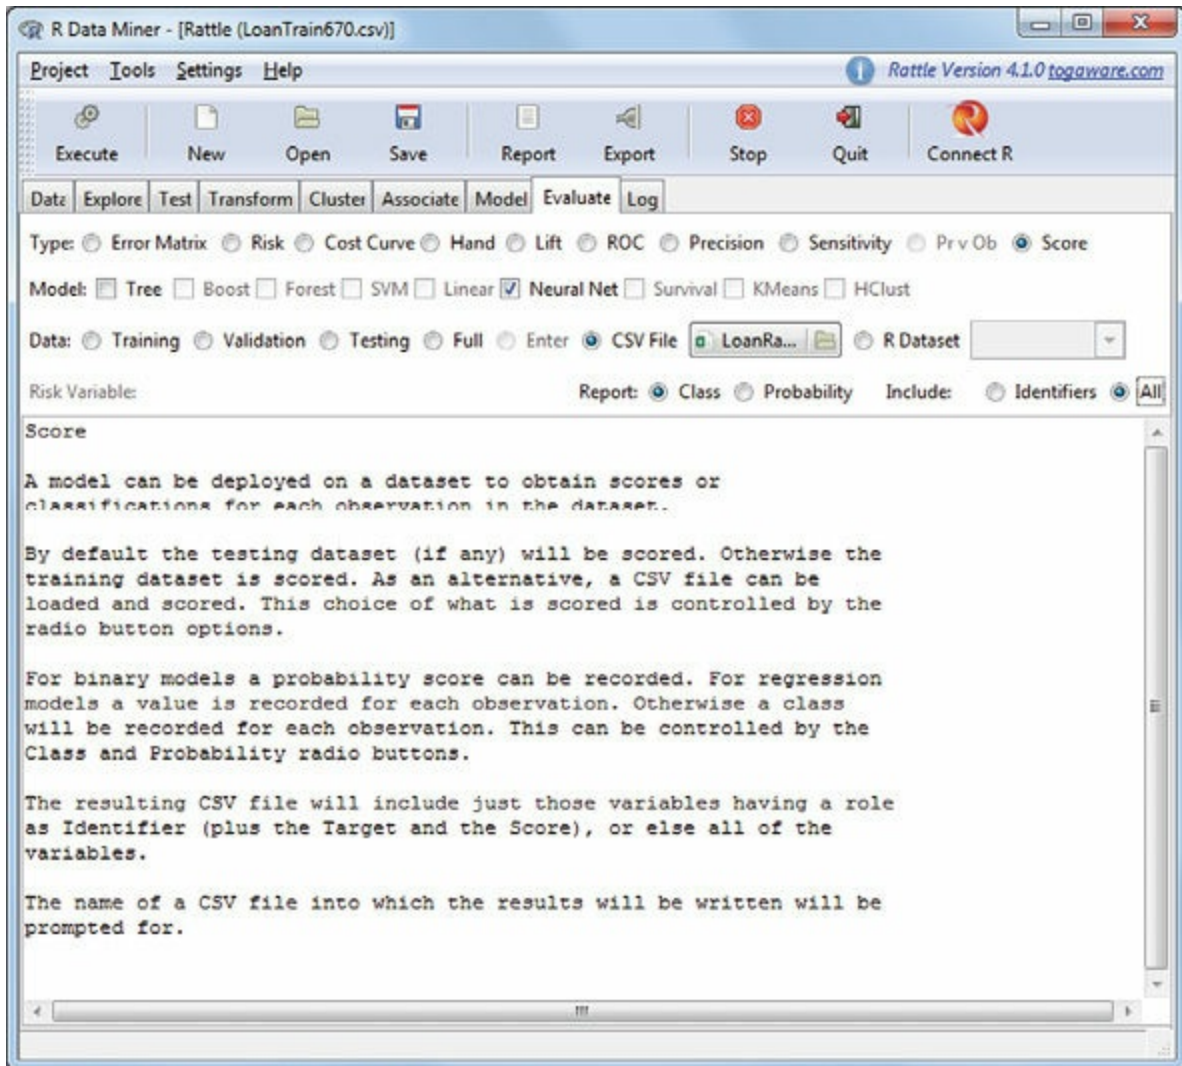 R Data Miner - [Rattle (LoanTrain670.csv)]
Project Tools Settings Help Rattle Version 4.1.0 togaware.com
Execute New Open Save Report Export Stop Quit Connect R
Data Explore Test Transform Cluster Associate Model Evaluate Log
Type: Error Matrix Risk Cost Curve Hand Lift ROC Precision Sensitivity Pr v Ob Score
Model: Tree Boost Forest SVM Linear Neural Net Survival KMeans HClust
Data: Training Validation Testing Full Enter CSV File LoanRa... R Dataset
Risk Variable: Report: Class Probability Include: Identifiers All
Score
A model can be deployed on a dataset to obtain scores or
classifications for each observation in the dataset.
By default the testing dataset (if any) will be scored. Otherwise the
training dataset is scored. As an alternative, a CSV file can be
loaded and scored. This choice of what is scored is controlled by the
radio button options.
For binary models a probability score can be recorded. For regression
models a value is recorded for each observation. Otherwise a class
will be recorded for each observation. This can be controlled by the
Class and Probability radio buttons.
The resulting CSV file will include just those variables having a role
as Identifier (plus the Target and the Score), or else all of the
variables.
The name of a CSV file into which the results will be written will be
prompted for.